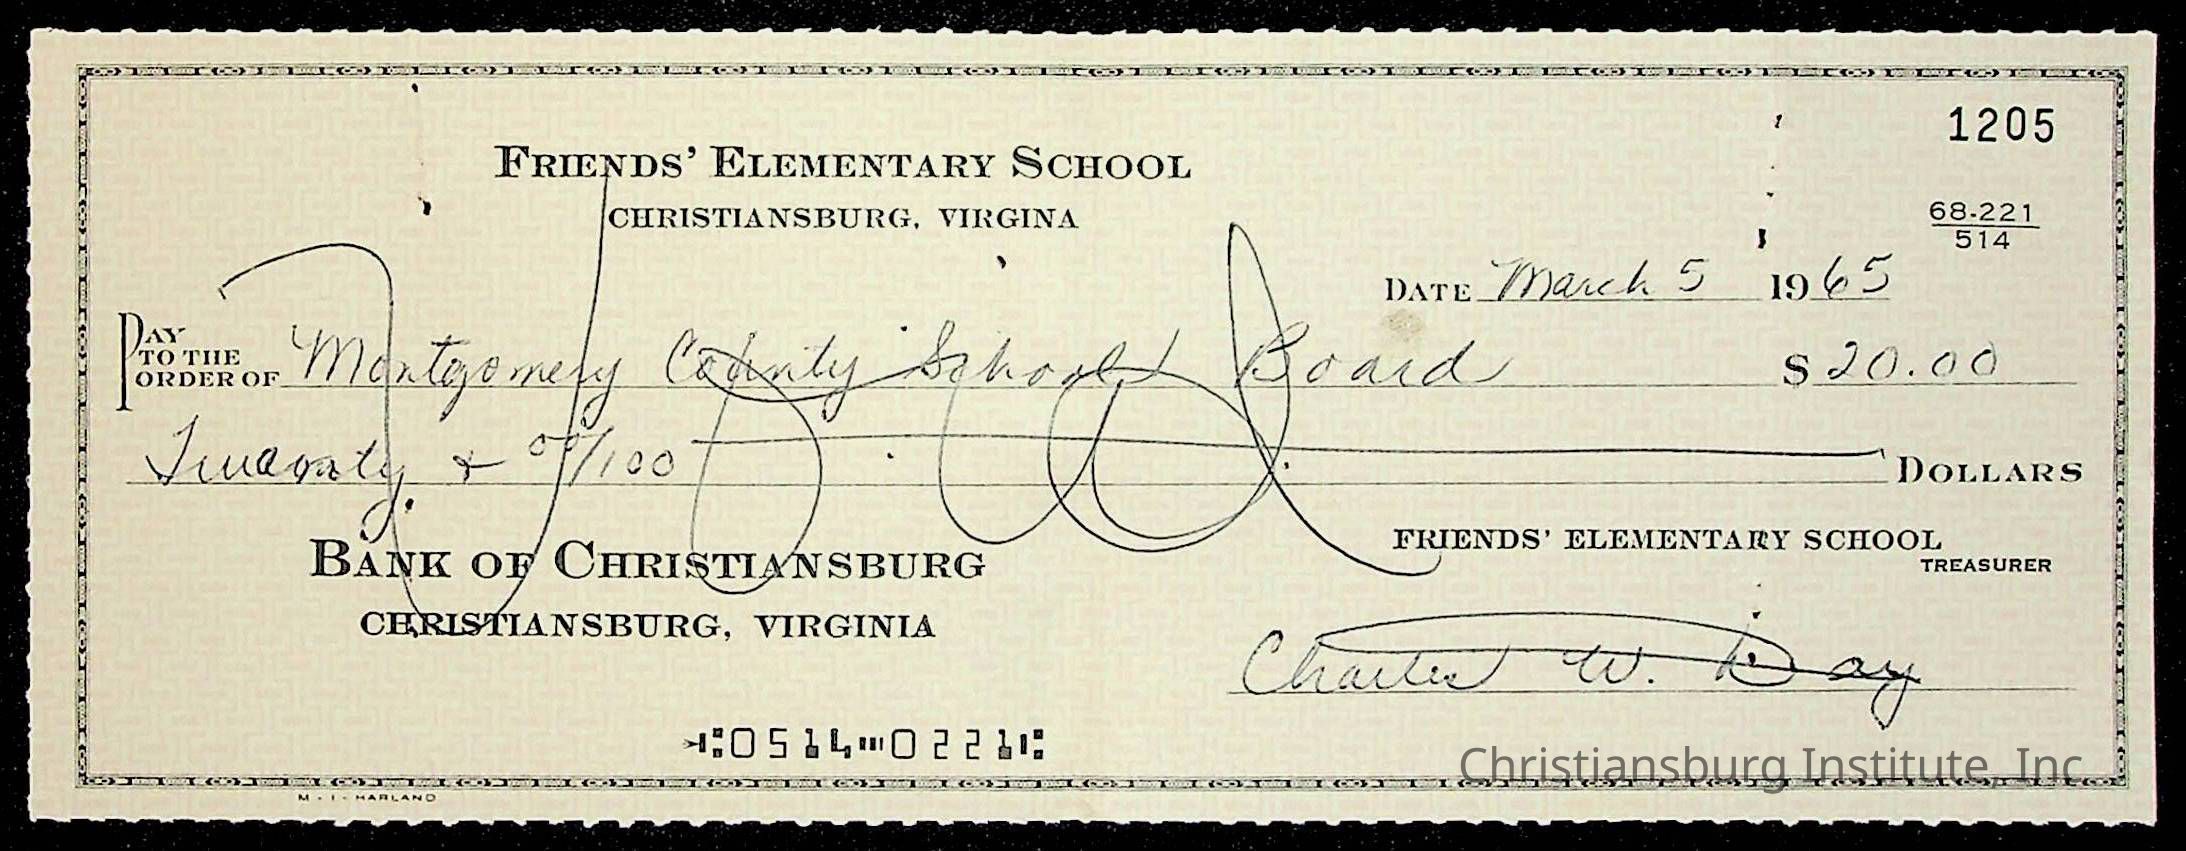 1205
FRIENDS' ELEMENTARY SCHOOL
CHRISTIANSBURG, VIRGINA
68-221
514
DATE March 5 1965
PAY TO THE ORDER OF Montgomery County School Board $ 20.00
Twenty & 00/100 DOLLARS
Void
BANK OF CHRISTIANSBURG
CHRISTIANSBURG, VIRGINIA
FRIENDS' ELEMENTARY SCHOOL
TREASURER
Charles W. Day
⑆0514⑉0221⑆
Christiansburg Institute, Inc
HARLAND